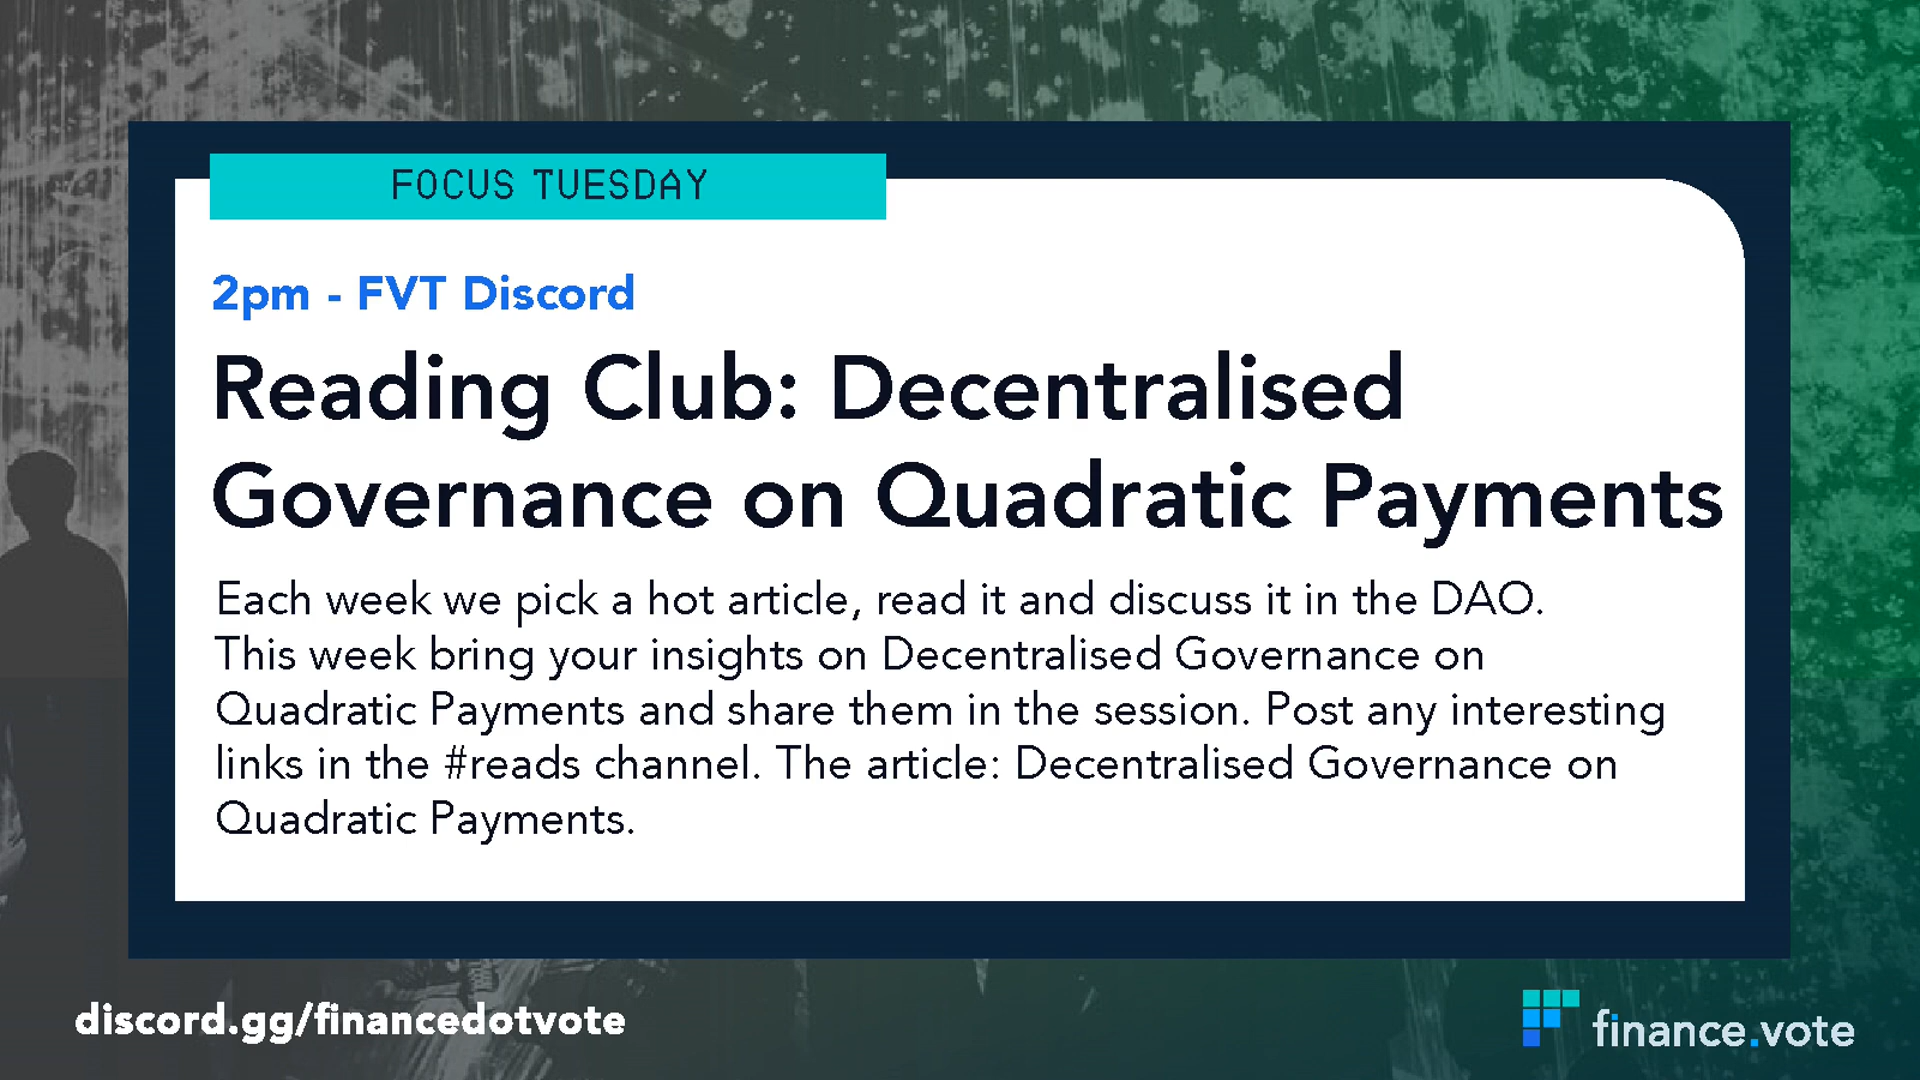 FOCUS TUESDAY
2pm - FVT Discord
Reading Club: Decentralised
Governance on Quadratic Payments
Each week we pick a hot article, read it and discuss it in the DAO.
This week bring your insights on Decentralised Governance on
Quadratic Payments and share them in the session. Post any interesting
links in the #reads channel. The article: Decentralised Governance on
Quadratic Payments.
discord.gg/financedotvote
finance.vote